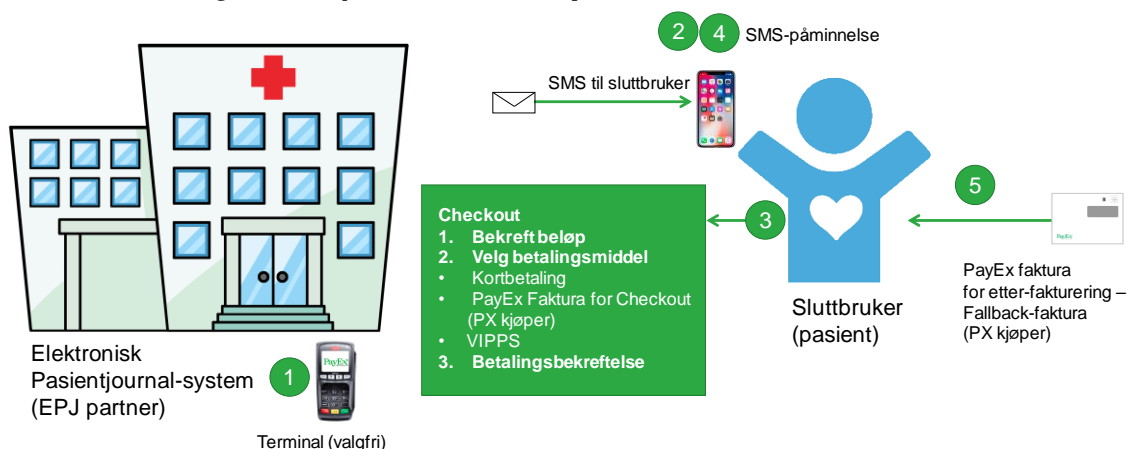 2
4
SMS-påminnelse
SMS til sluttbruker
5
3
Checkout
1. Bekreft beløp
2. Velg betalingsmiddel
• Kortbetaling
• PayEx Faktura for Checkout
(PX kjøper)
• VIPPS
3. Betalingsbekreftelse
PayEx
Sluttbruker
(pasient)
PayEx faktura
for etter-fakturering –
Fallback-faktura
(PX kjøper)
Elektronisk
Pasientjournal-system
(EPJ partner)
1
PayEx
Terminal (valgfri)